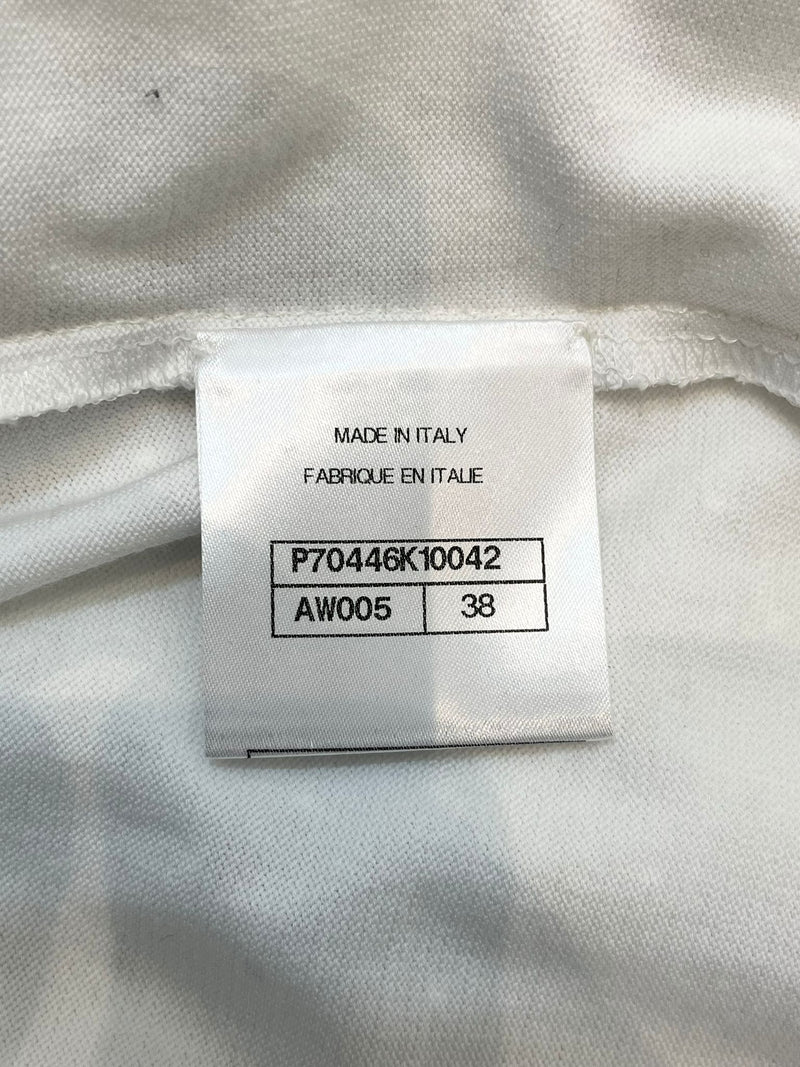 MADE IN ITALY
FABRIQUE EN ITALIE
P70446K10042
AW005 38